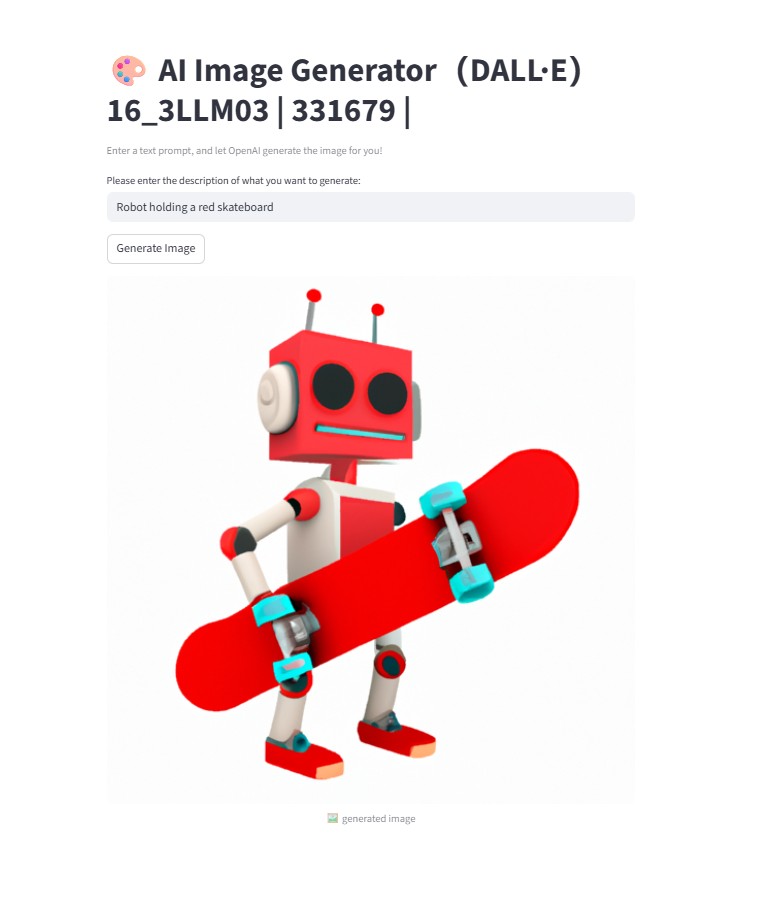 🎨 AI Image Generator （DALL·E）
16_3LLM03 | 331679 |
Enter a text prompt, and let OpenAI generate the image for you!
Please enter the description of what you want to generate:
Robot holding a red skateboard
Generate Image
generated image